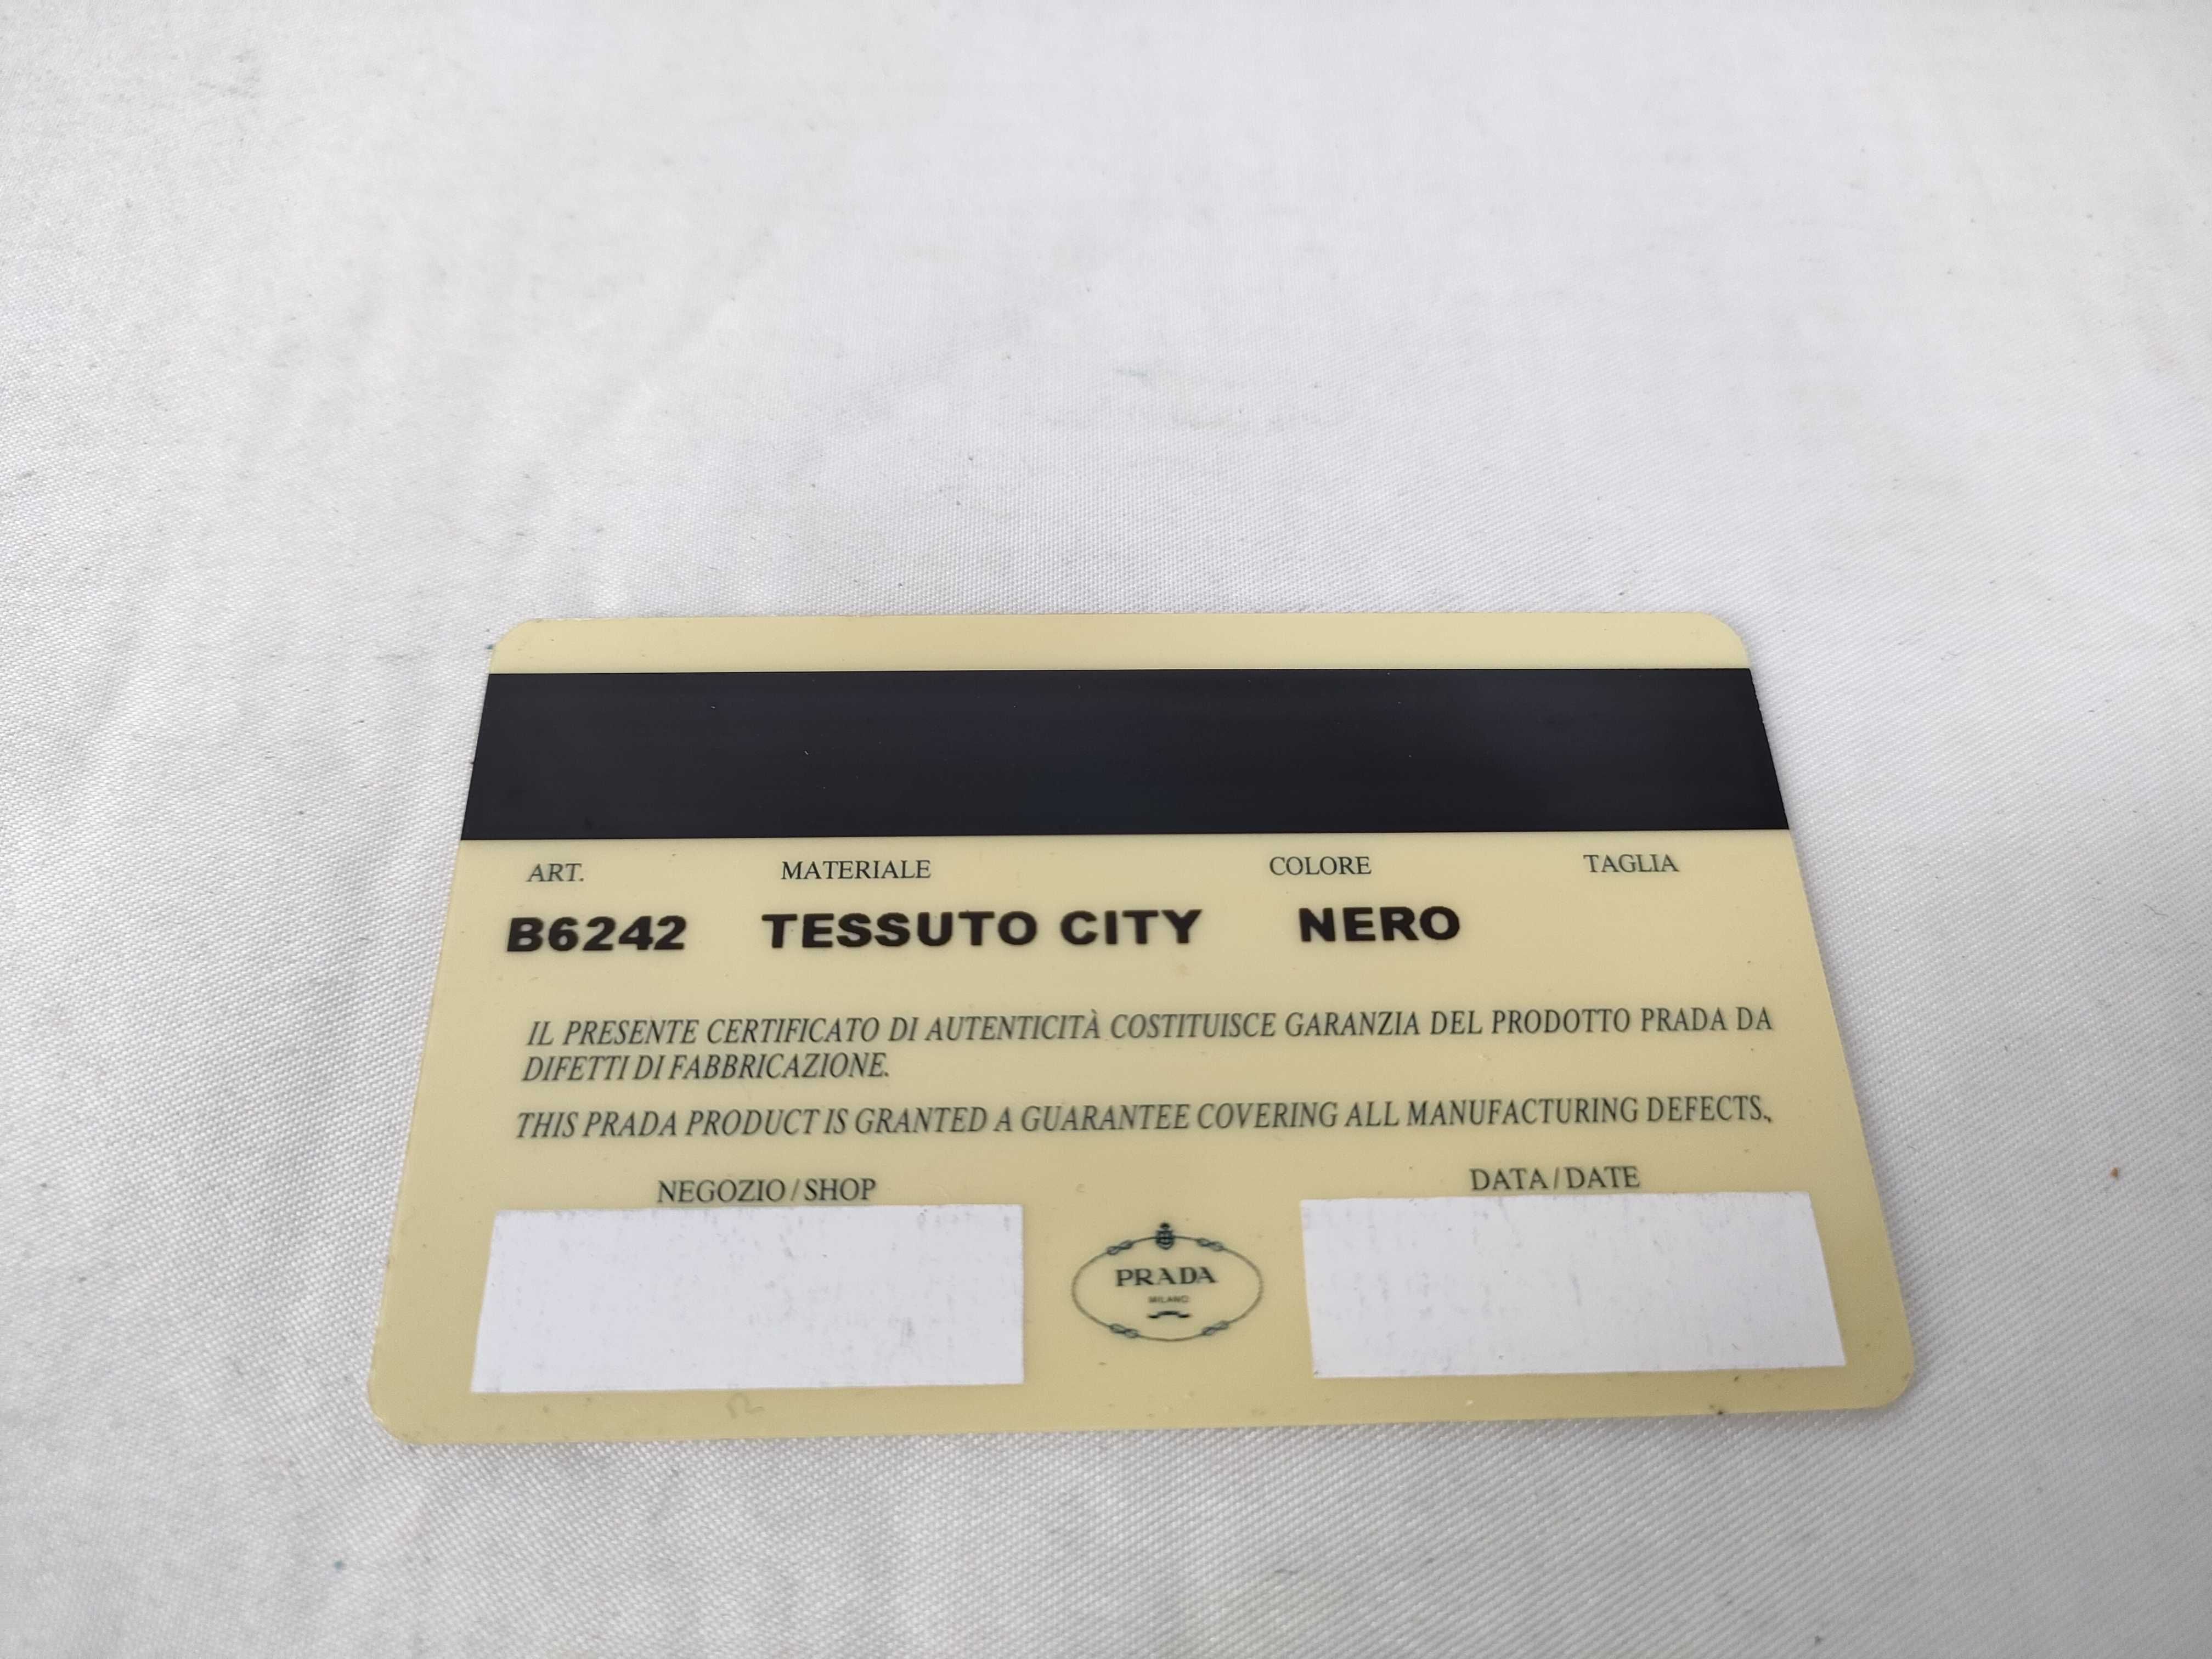 ART. MATERIALE COLORE TAGLIA
B6242 TESSUTO CITY NERO
IL PRESENTE CERTIFICATO DI AUTENTICITÀ COSTITUISCE GARANZIA DEL PRODOTTO PRADA DA
DIFETTI DI FABBRICAZIONE.
THIS PRADA PRODUCT IS GRANTED A GUARANTEE COVERING ALL MANUFACTURING DEFECTS.
NEGOZIO / SHOP DATA / DATE
PRADA
MILANO